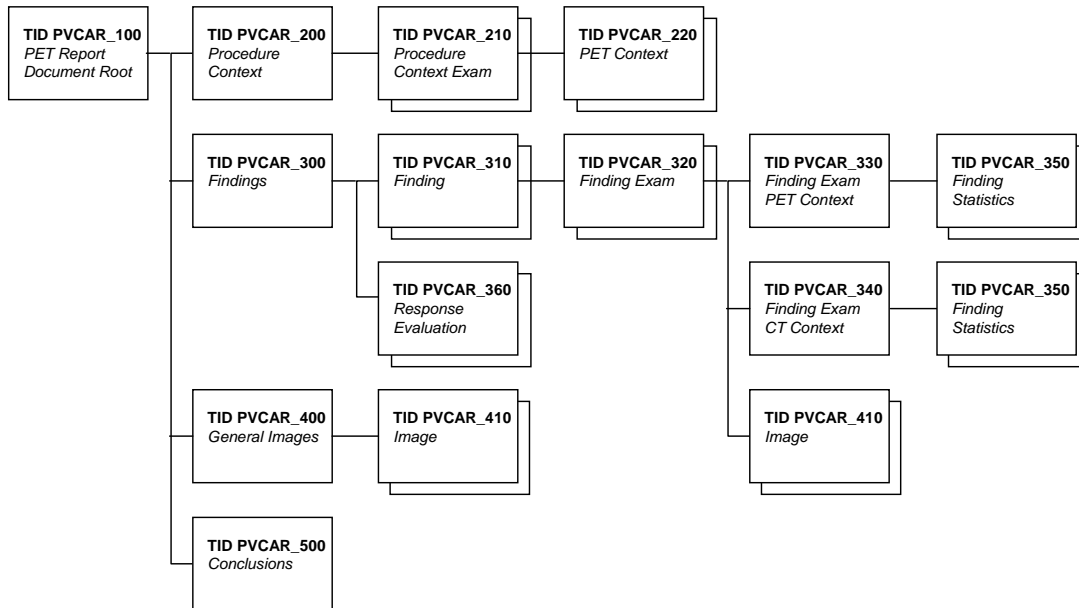 TID PVCAR_100
PET Report
Document Root
TID PVCAR_200
Procedure
Context
TID PVCAR_210
Procedure
Context Exam
TID PVCAR_220
PET Context
TID PVCAR_300
Findings
TID PVCAR_310
Finding
TID PVCAR_320
Finding Exam
TID PVCAR_330
Finding Exam
PET Context
TID PVCAR_350
Finding
Statistics
TID PVCAR_360
Response
Evaluation
TID PVCAR_340
Finding Exam
CT Context
TID PVCAR_350
Finding
Statistics
TID PVCAR_400
General Images
TID PVCAR_410
Image
TID PVCAR_410
Image
TID PVCAR_500
Conclusions